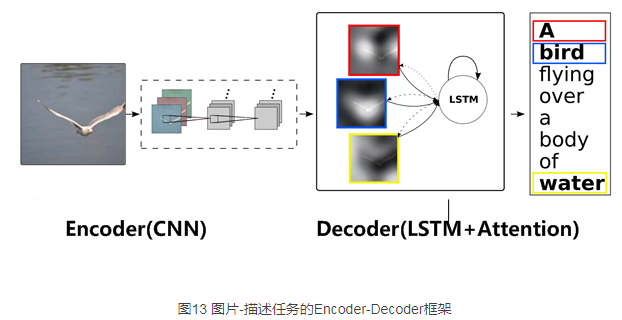 LSTM
A
bird
flying
over
a
body
of
water
Encoder(CNN)
Decoder(LSTM+Attention)
图13 图片-描述任务的Encoder-Decoder框架